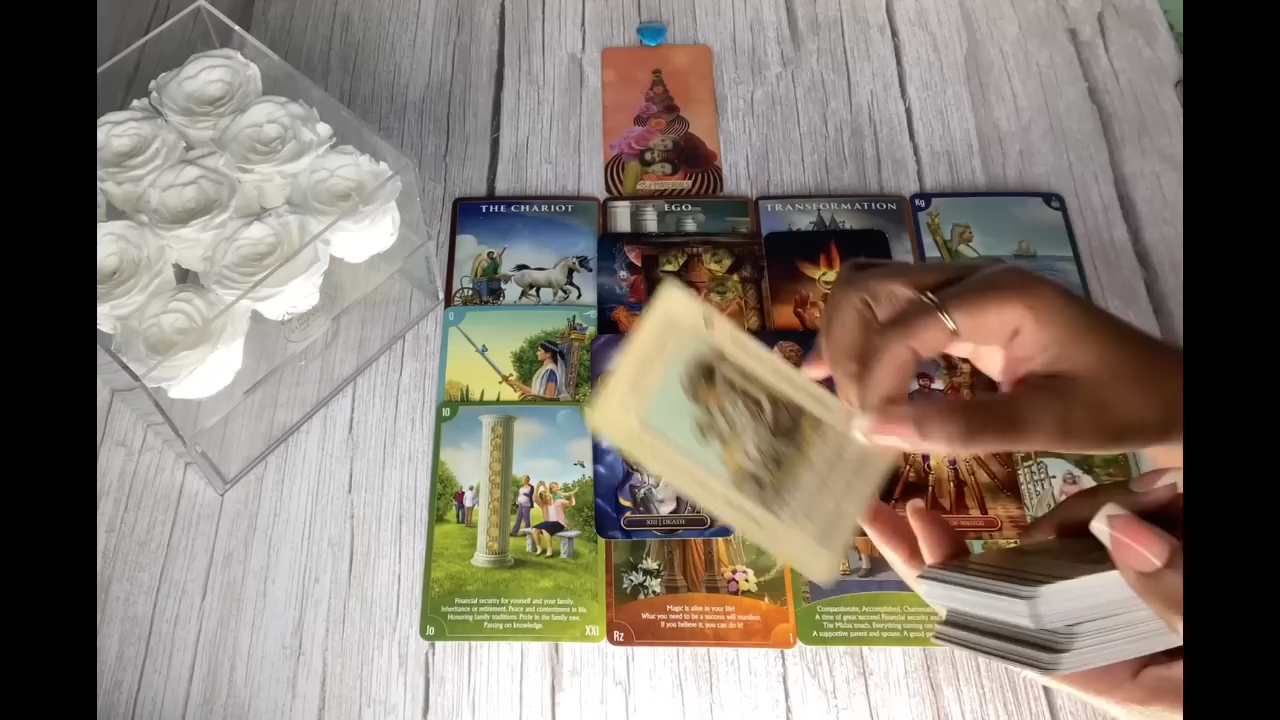 THE CHARIOT
EGO
TRANSFORMATION
Kg
Q
10
XIII | DEATH
OF WANDS
Financial security for yourself and your family.
Inheritance or retirement. Peace and contentment in life.
Honoring family traditions. Pride in the family tree.
Passing on knowledge.
Jo
XXI
Magic is alive in your life!
What you need to be a success will manifest.
If you believe it, you can do it!
Rz
1
Compassionate, Accomplished,
A time of great success! Financial security
The Midas touch. Everything turning
A supportive parent and spouse. A good